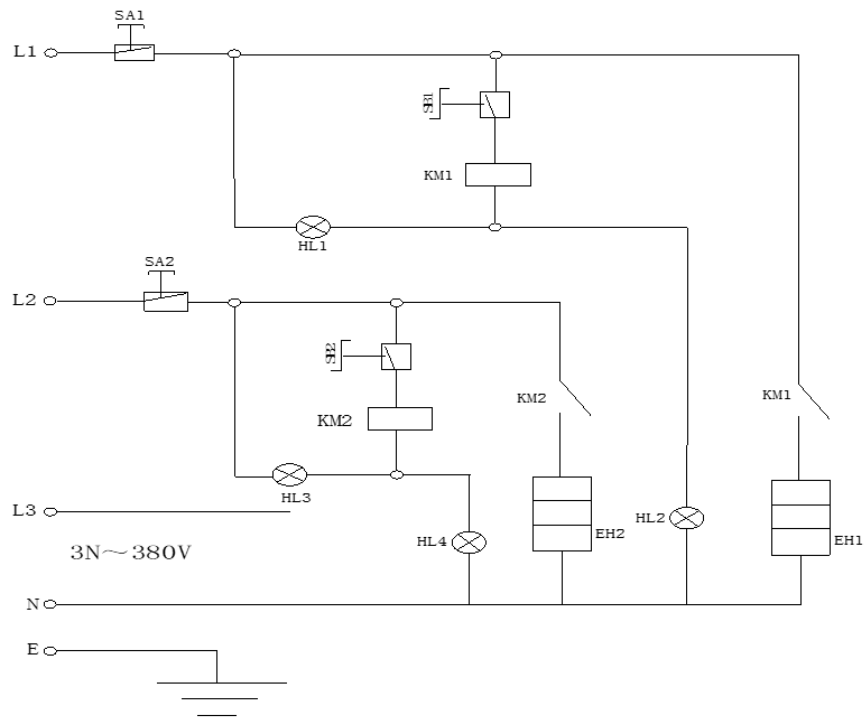 SA1
L1
SB1
KM1
HL1
SA2
L2
SB2
KM2
KM1
KM2
HL3
L3
HL2
HL4
EH2
EH1
3N～380V
N
E